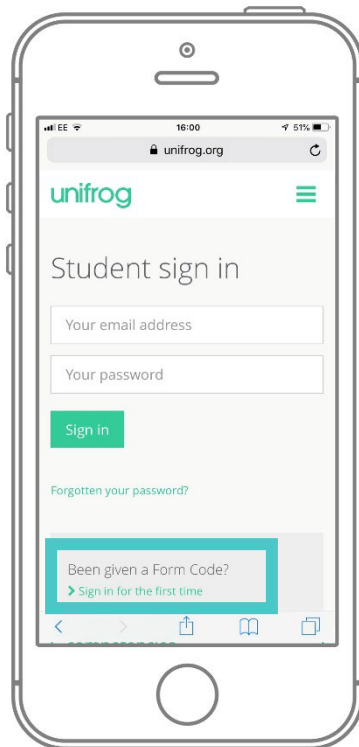 EE 16:00 51%
unifrog.org
unifrog
Student sign in
Your email address
Your password
Sign in
Forgotten your password?
Been given a Form Code?
Sign in for the first time